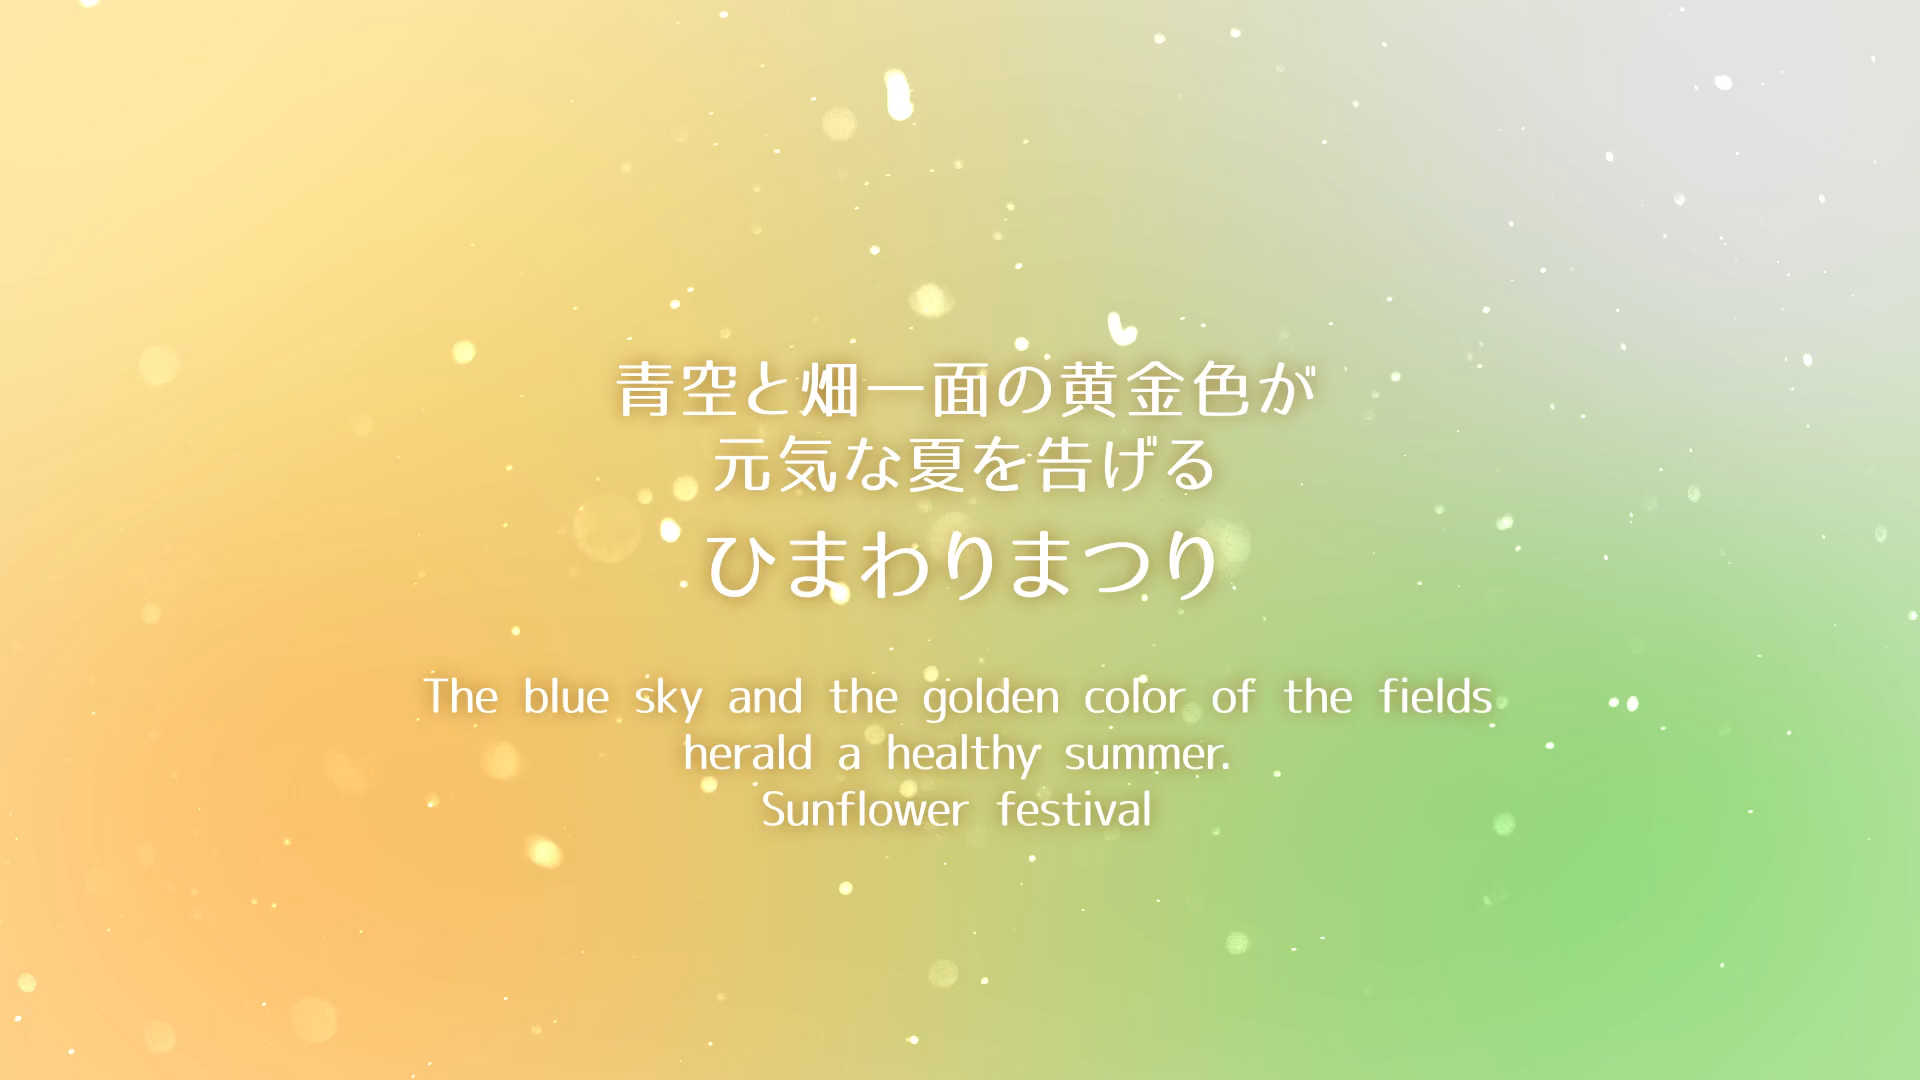 青空と畑一面の黄金色が
元気な夏を告げる
ひまわりまつり
The blue sky and the golden color of the fields
herald a healthy summer.
Sunflower festival